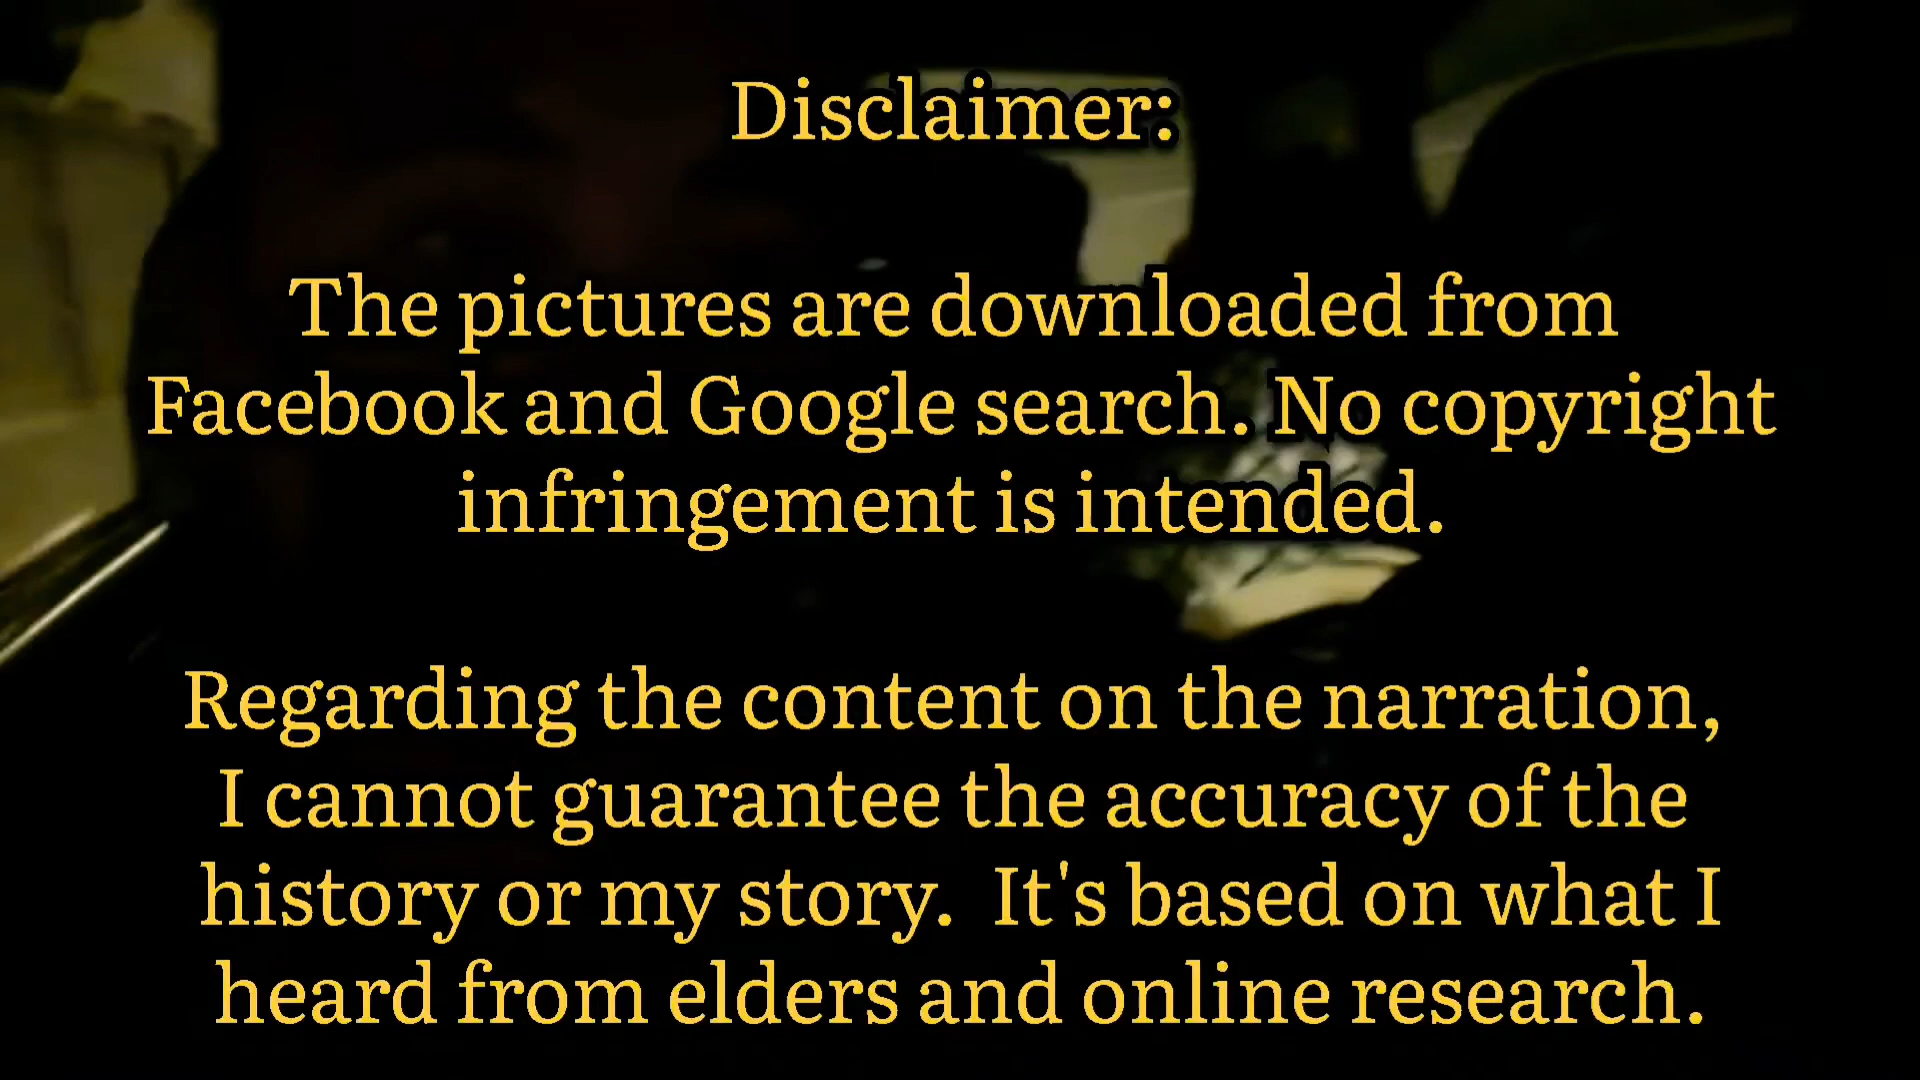 Disclaimer:
The pictures are downloaded from
Facebook and Google search. No copyright
infringement is intended.
Regarding the content on the narration,
I cannot guarantee the accuracy of the
history or my story.  It's based on what I
heard from elders and online research.